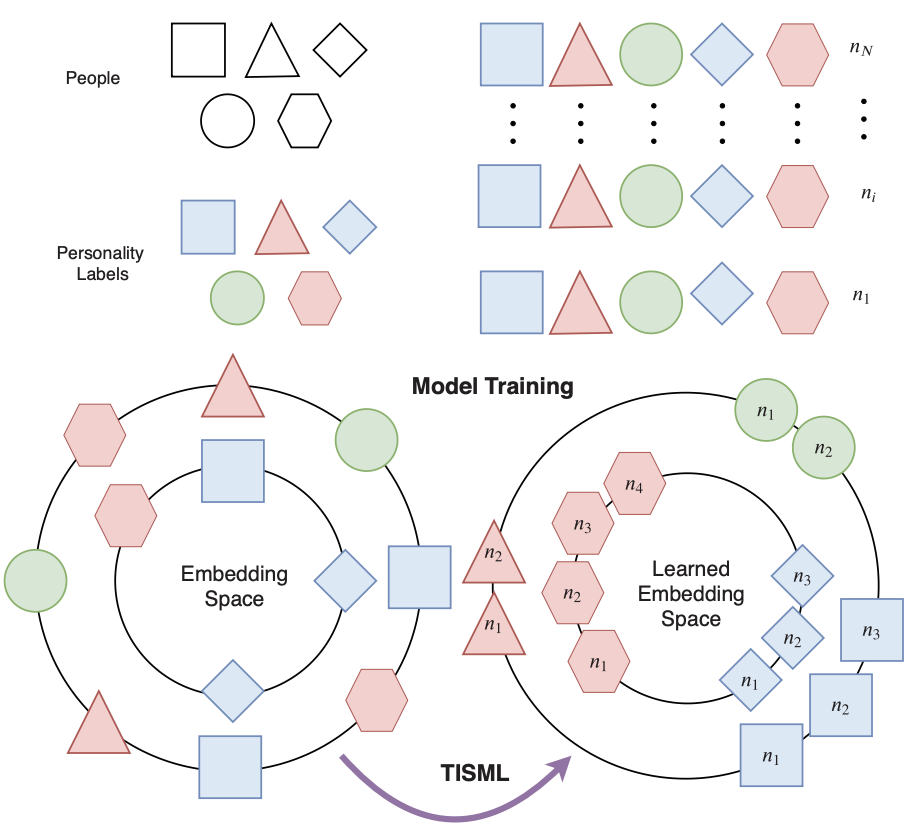 People
n_N
n_i
Personality
Labels
n_1
Model Training
n_1
n_2
n_4
n_3
n_2
n_2
n_1
n_1
Embedding
Space
Learned
Embedding
Space
n_3
n_2
n_1
n_3
n_2
n_1
TISML